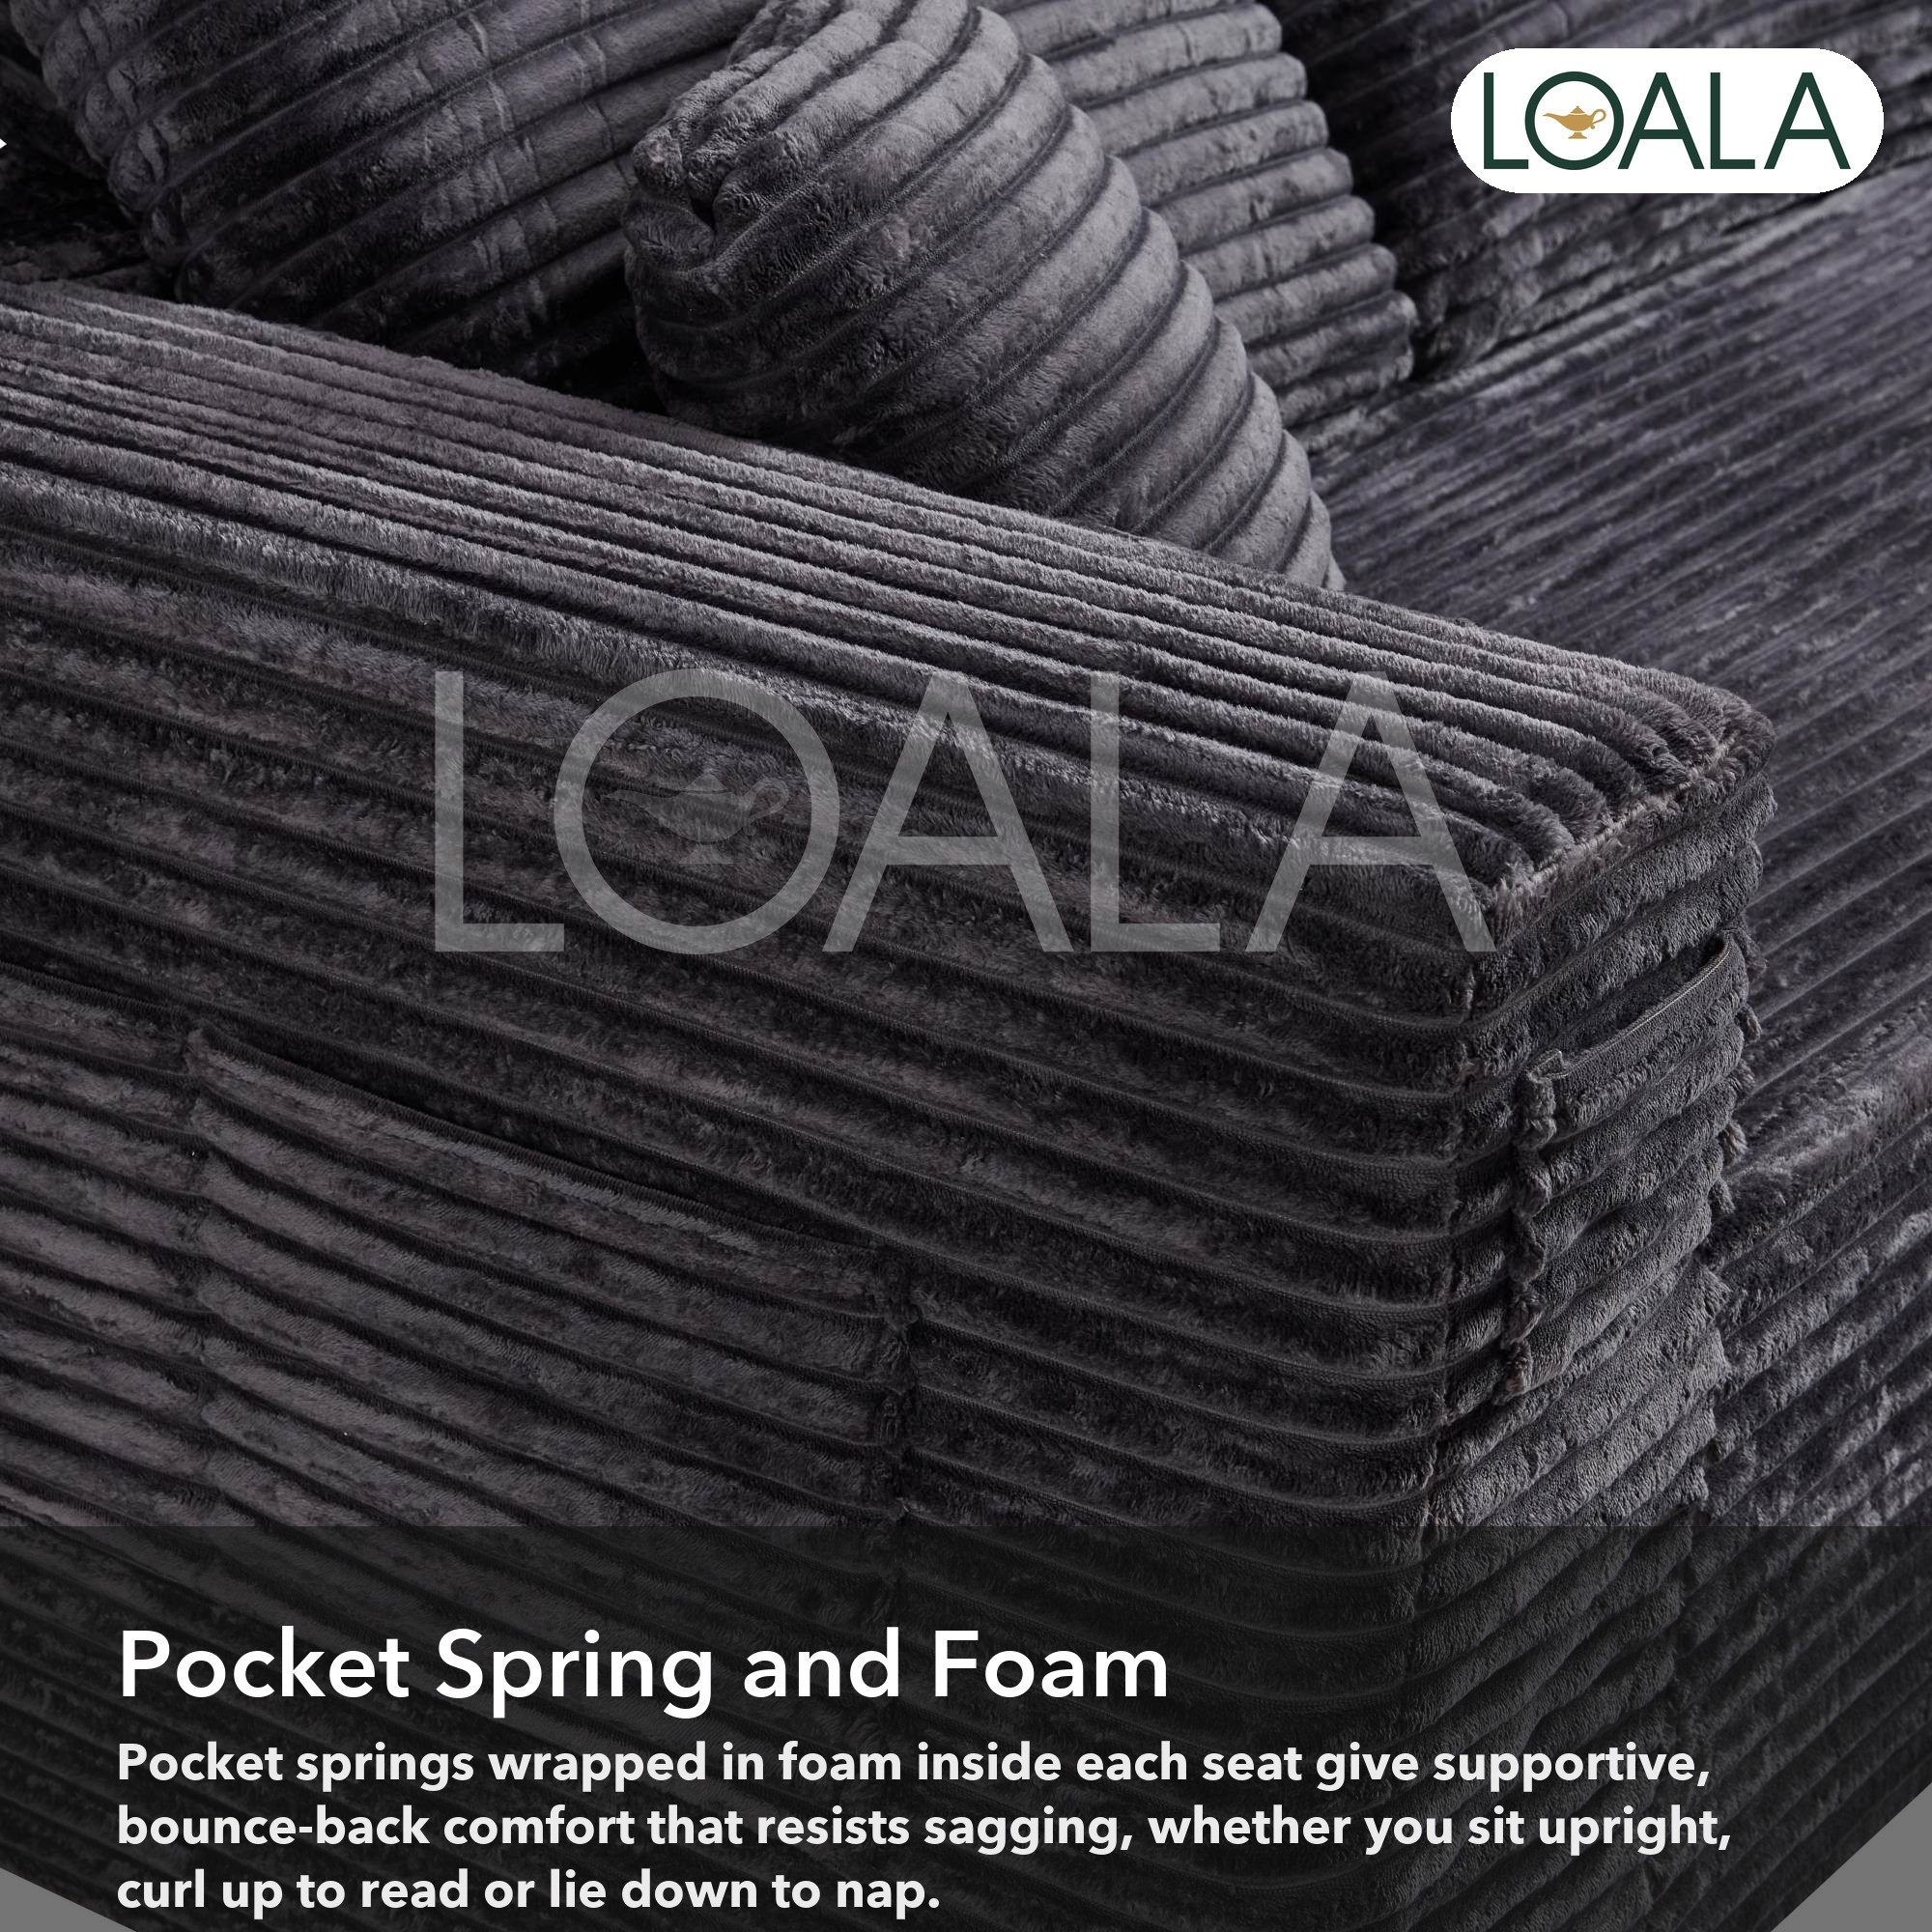 LOALA
LOALA
Pocket Spring and Foam
Pocket springs wrapped in foam inside each seat give supportive,
bounce-back comfort that resists sagging, whether you sit upright,
curl up to read or lie down to nap.